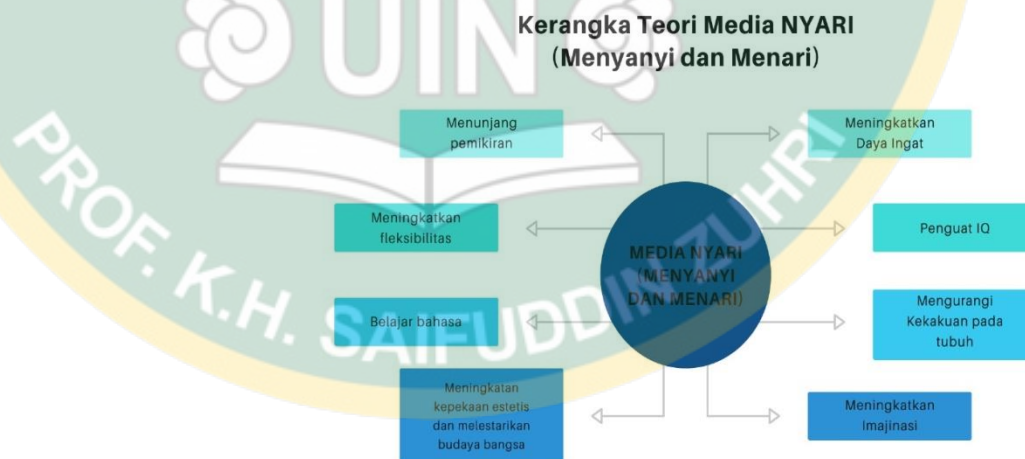 Kerangka Teori Media NYARI
(Menyanyi dan Menari)
UIN
PROF. K.H. SAIFUDDIN ZUHRI
Menunjang
pemikiran
Meningkatkan
Daya Ingat
Meningkatkan
fleksibilitas
Penguat IQ
MEDIA NYARI
(MENYANYI
DAN MENARI)
Belajar bahasa
Mengurangi
Kekakuan pada
tubuh
Meningkatan
kepekaan estetis
dan melestarikan
budaya bangsa
Meningkatkan
Imajinasi